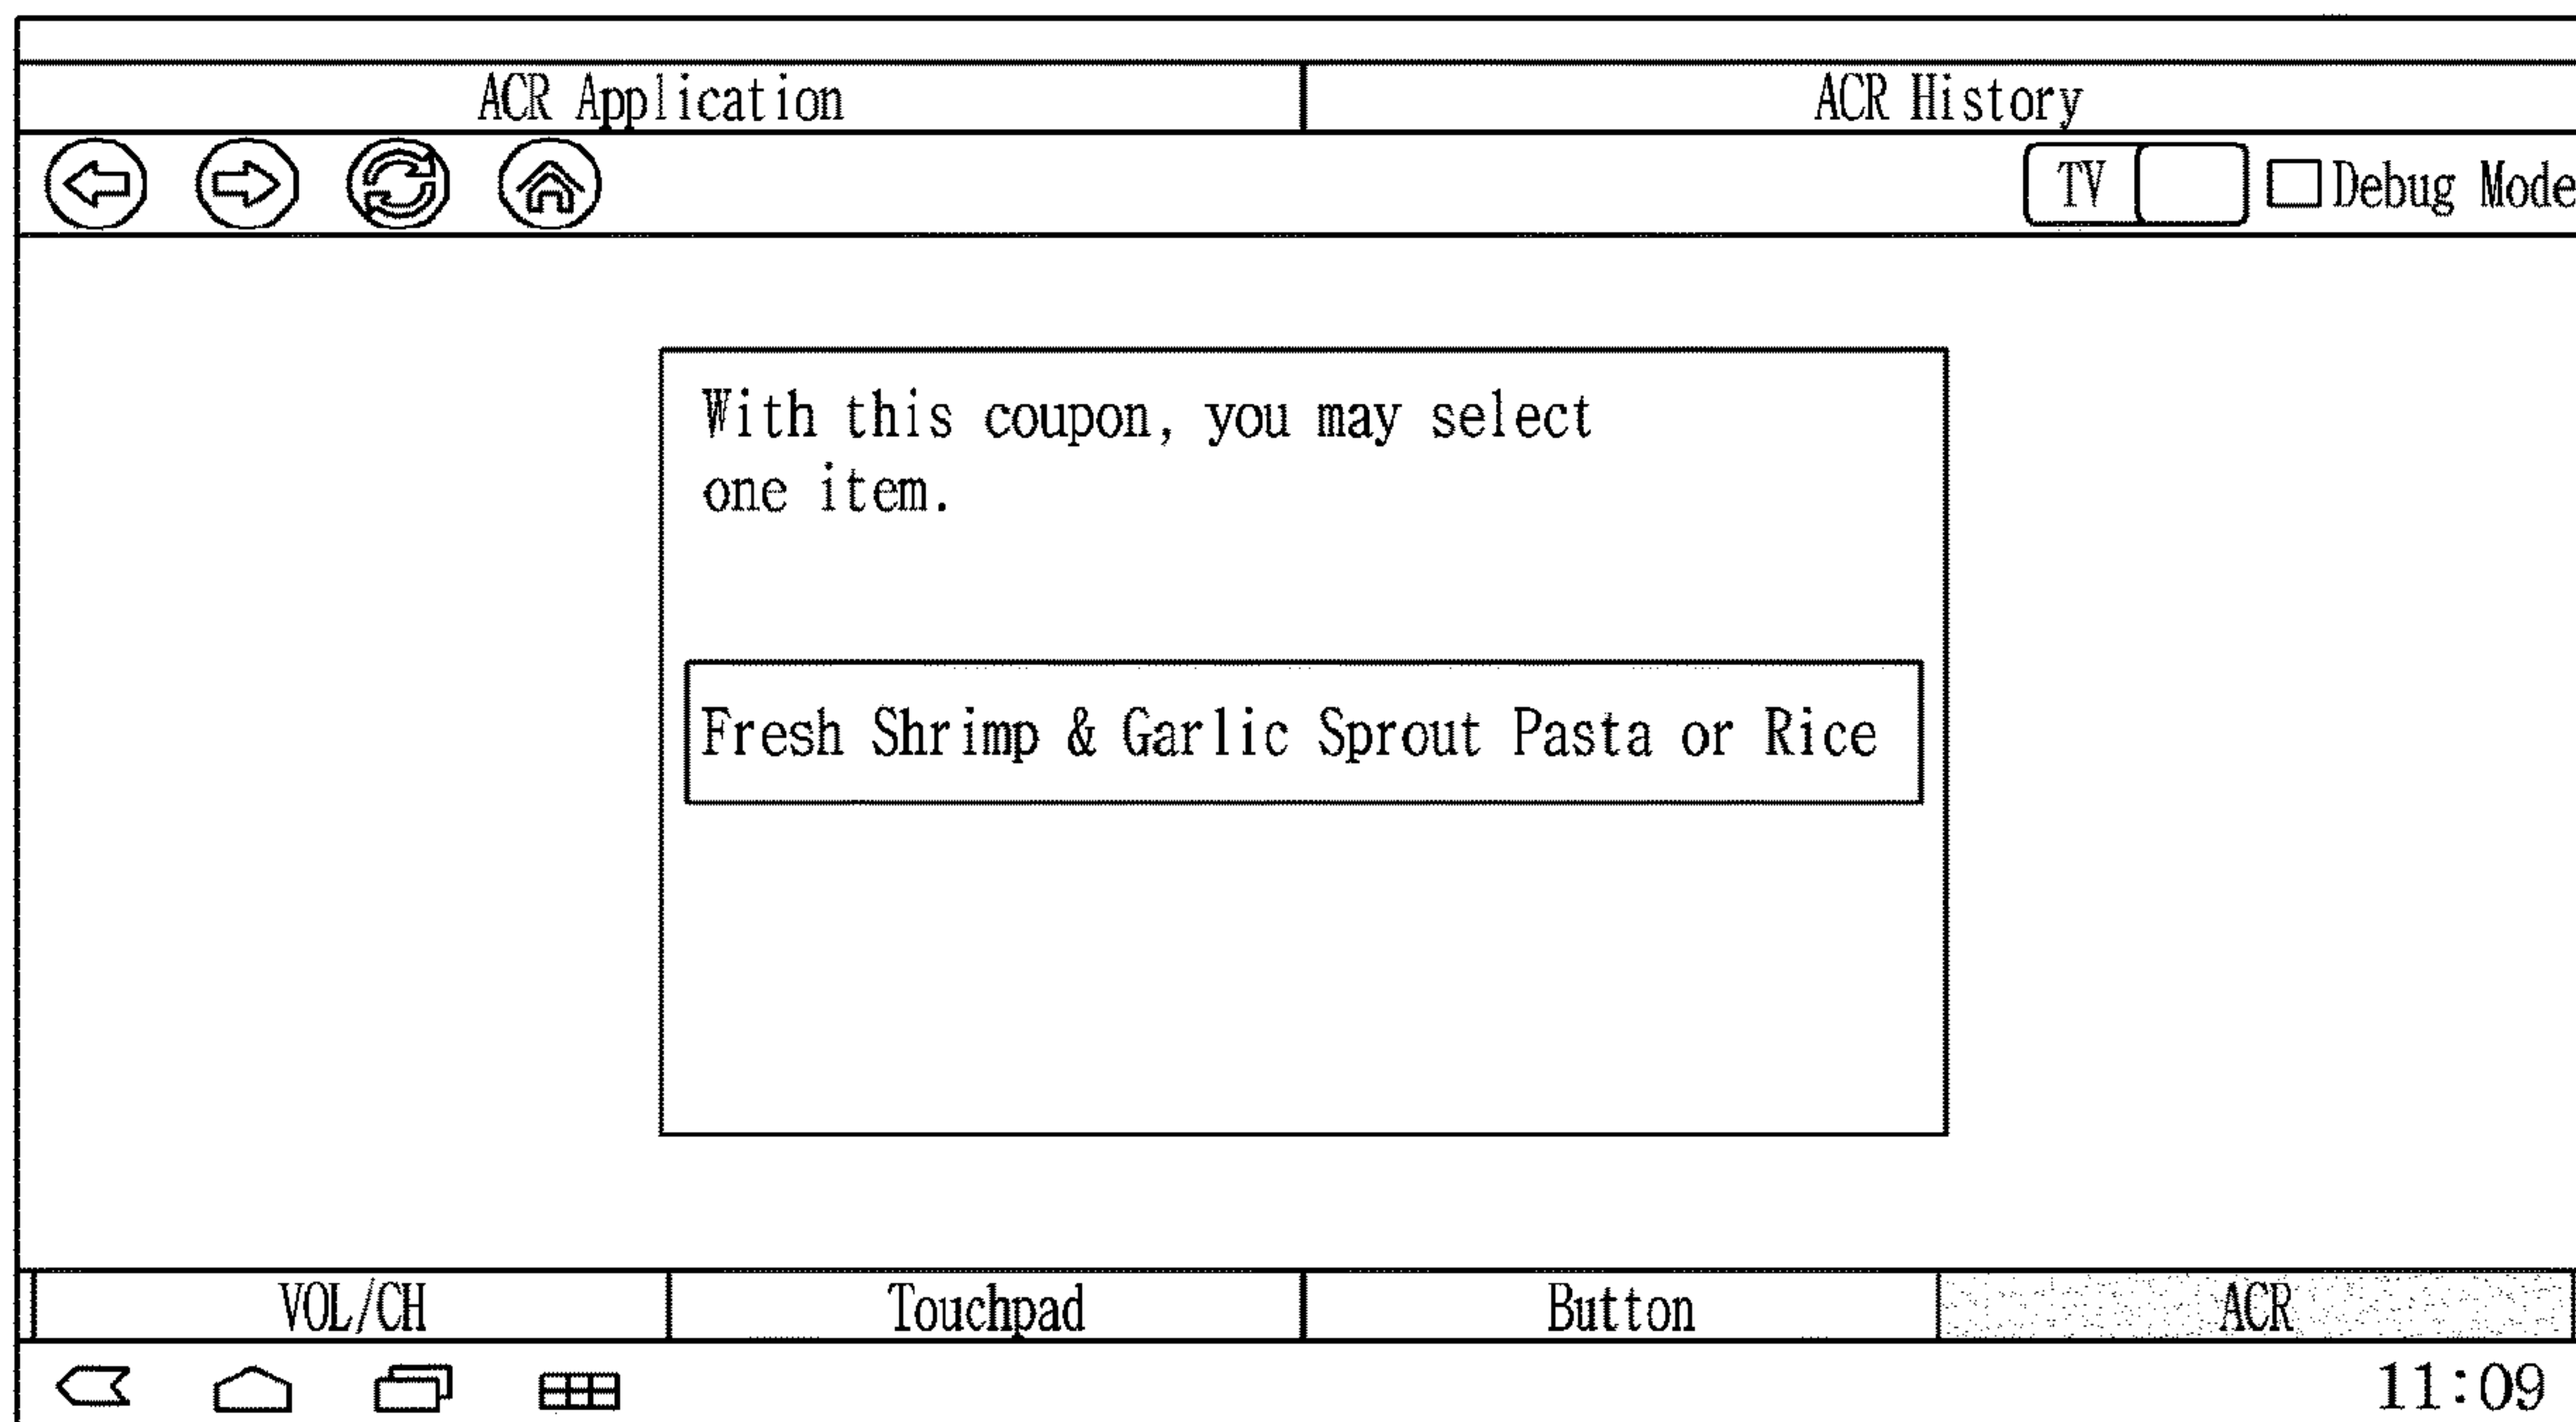 ACR Application
ACR History
TV
Debug Mode
With this coupon, you may select
one item.
Fresh Shrimp & Garlic Sprout Pasta or Rice
VOL/CH
Touchpad
Button
ACR
11:09